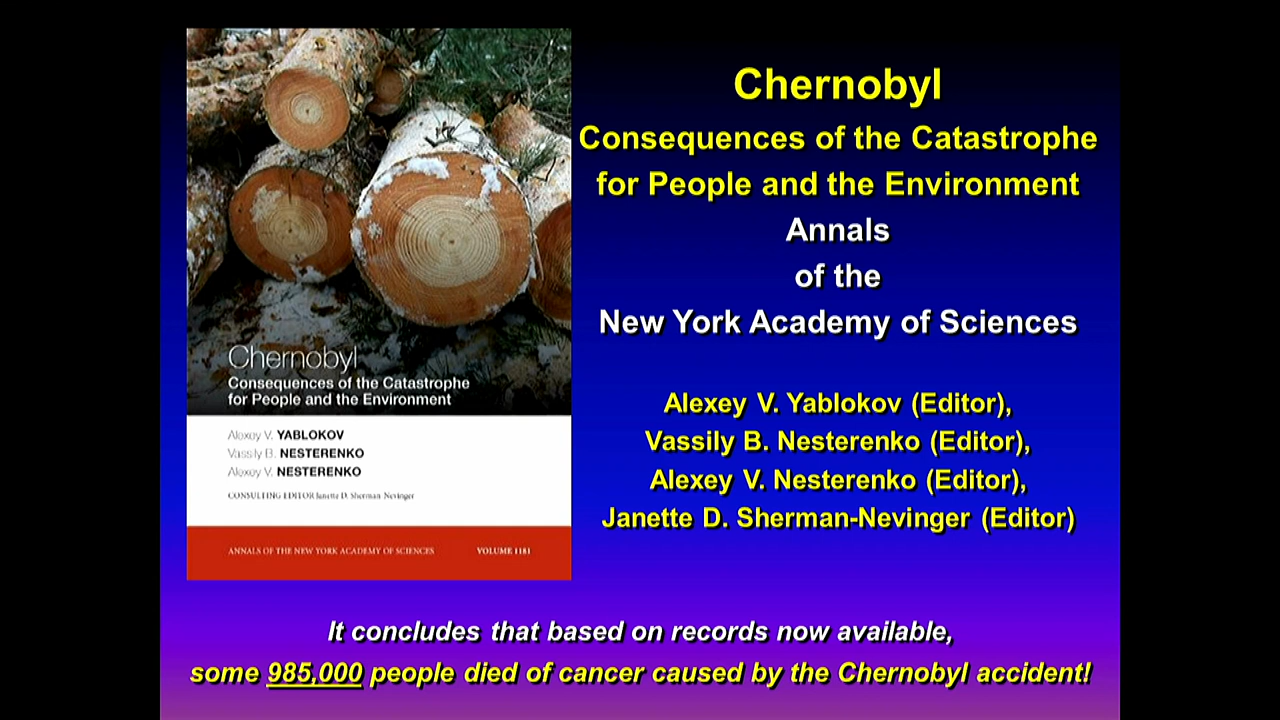 Chernobyl
Consequences of the Catastrophe
for People and the Environment
Alexey V. YABLOKOV
Vassily B. NESTERENKO
Alexey V. NESTERENKO
CONSULTING EDITOR Janette D. Sherman-Nevinger
ANNALS OF THE NEW YORK ACADEMY OF SCIENCES VOLUME 1181
Chernobyl
Consequences of the Catastrophe
for People and the Environment
Annals
of the
New York Academy of Sciences
Alexey V. Yablokov (Editor),
Vassily B. Nesterenko (Editor),
Alexey V. Nesterenko (Editor),
Janette D. Sherman-Nevinger (Editor)
It concludes that based on records now available,
some 985,000 people died of cancer caused by the Chernobyl accident!